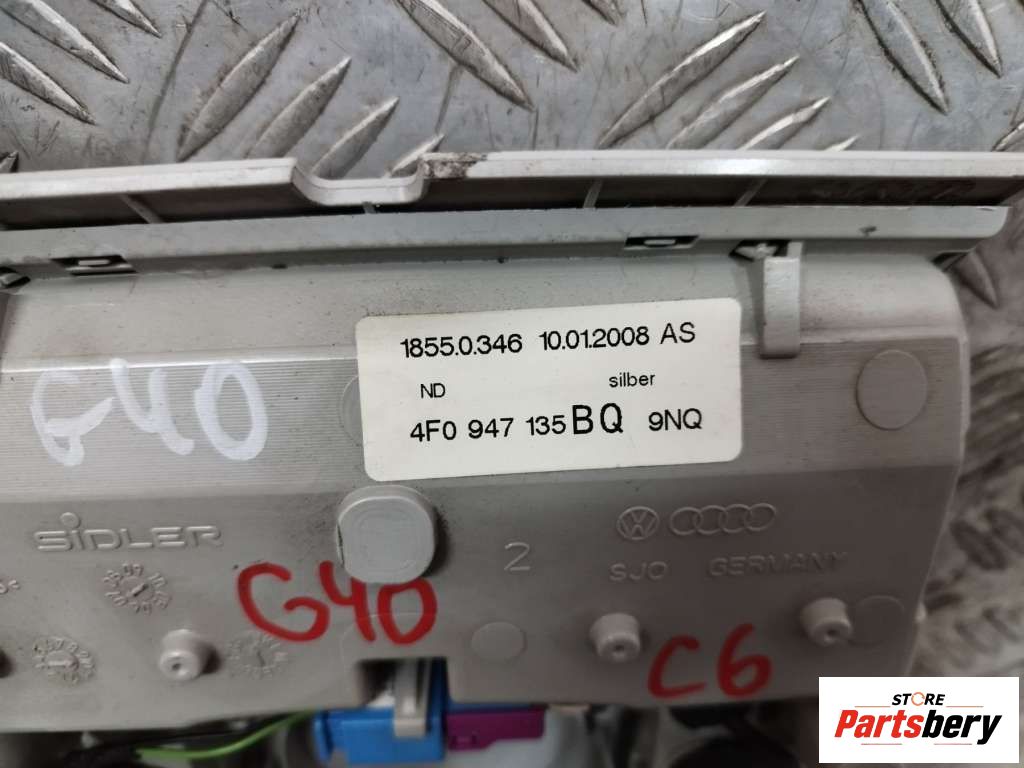 1855.0.346 10.01.2008 AS
ND silber
4F0 947 135 BQ 9NQ
G40
SiDLER
2
SJO GERMANY
G40
C6
STORE
Partsbery